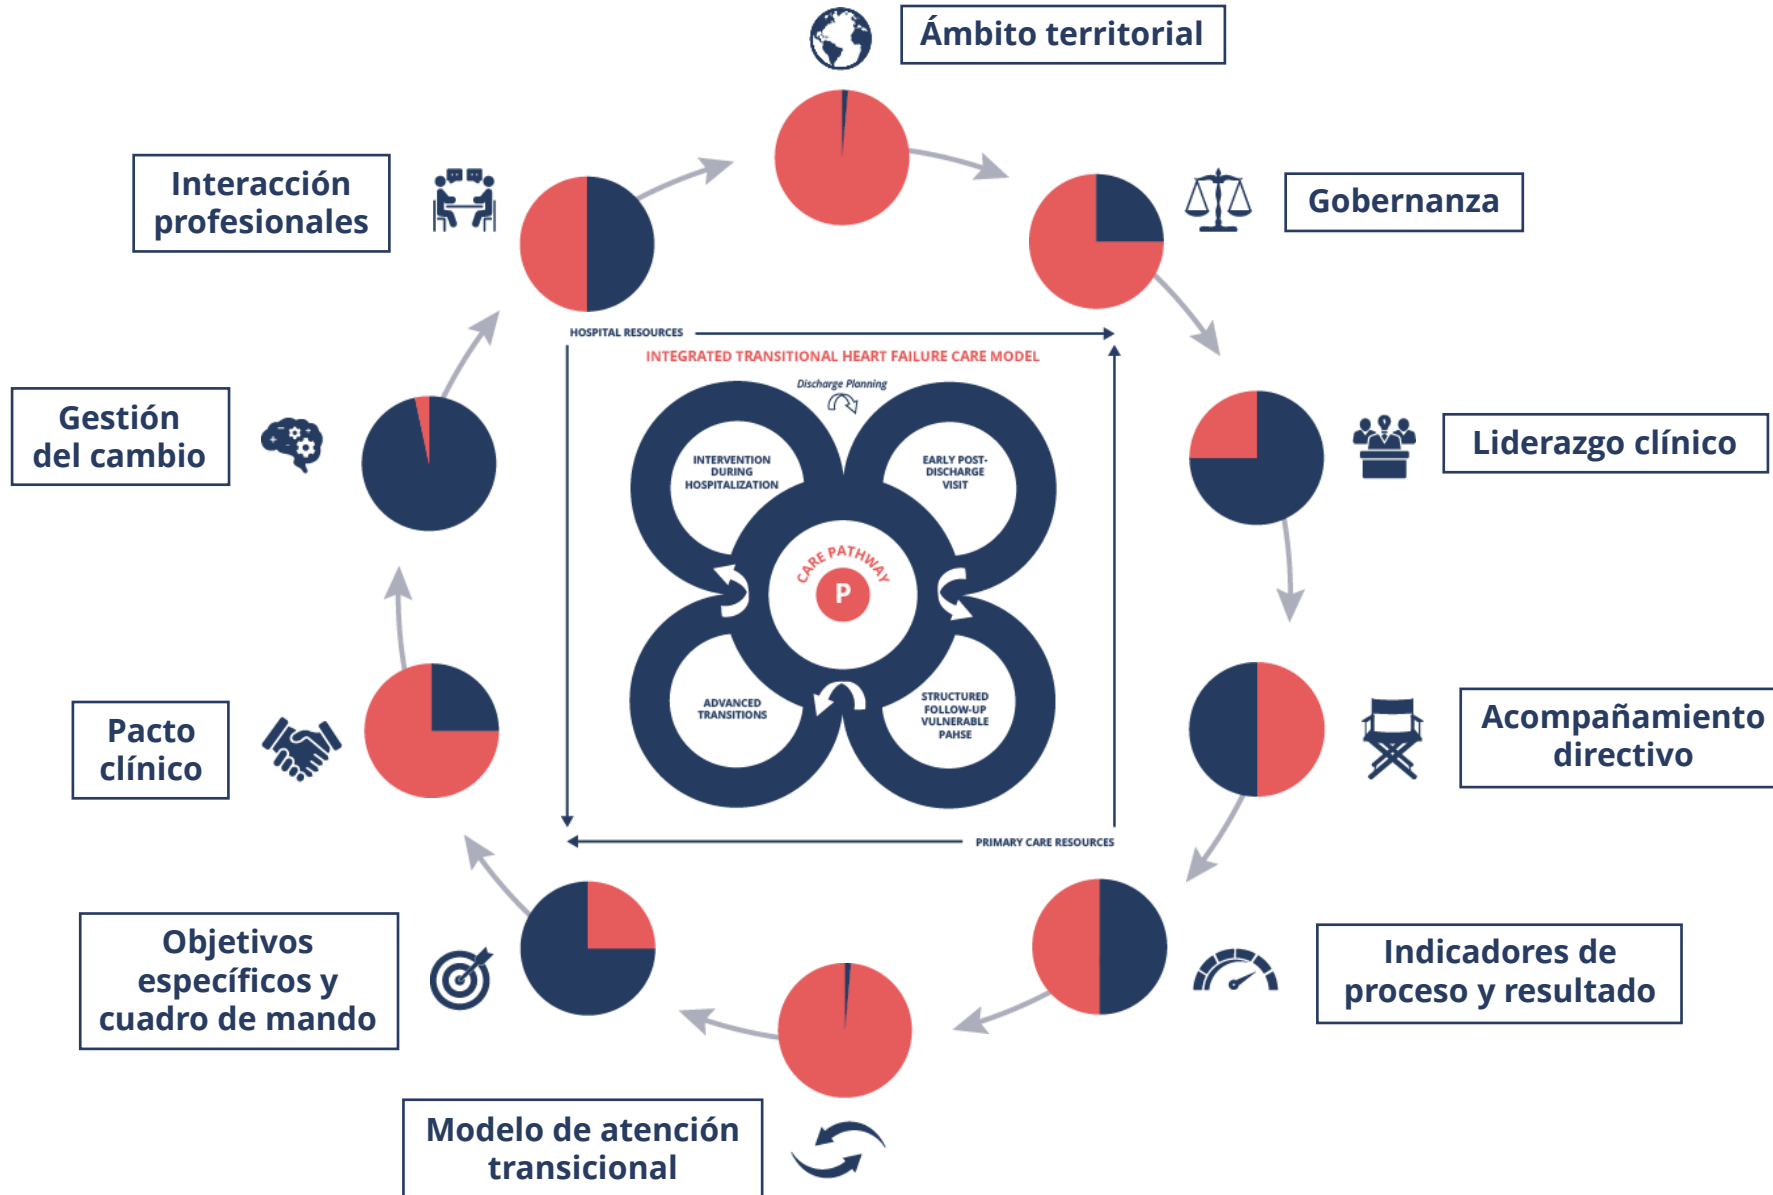 Ámbito territorial
Interacción
profesionales
Gobernanza
HOSPITAL RESOURCES
INTEGRATED TRANSITIONAL HEART FAILURE CARE MODEL
Discharge Planning
Gestión
del cambio
Liderazgo clínico
INTERVENTION
DURING
HOSPITALIZATION
EARLY POST-
DISCHARGE
VISIT
CARE PATHWAY
P
ADVANCED
TRANSITIONS
STRUCTURED
FOLLOW-UP
VULNERABLE
PAHSE
Pacto
clínico
Acompañamiento
directivo
PRIMARY CARE RESOURCES
Objetivos
específicos y
cuadro de mando
Indicadores de
proceso y resultado
Modelo de atención
transicional